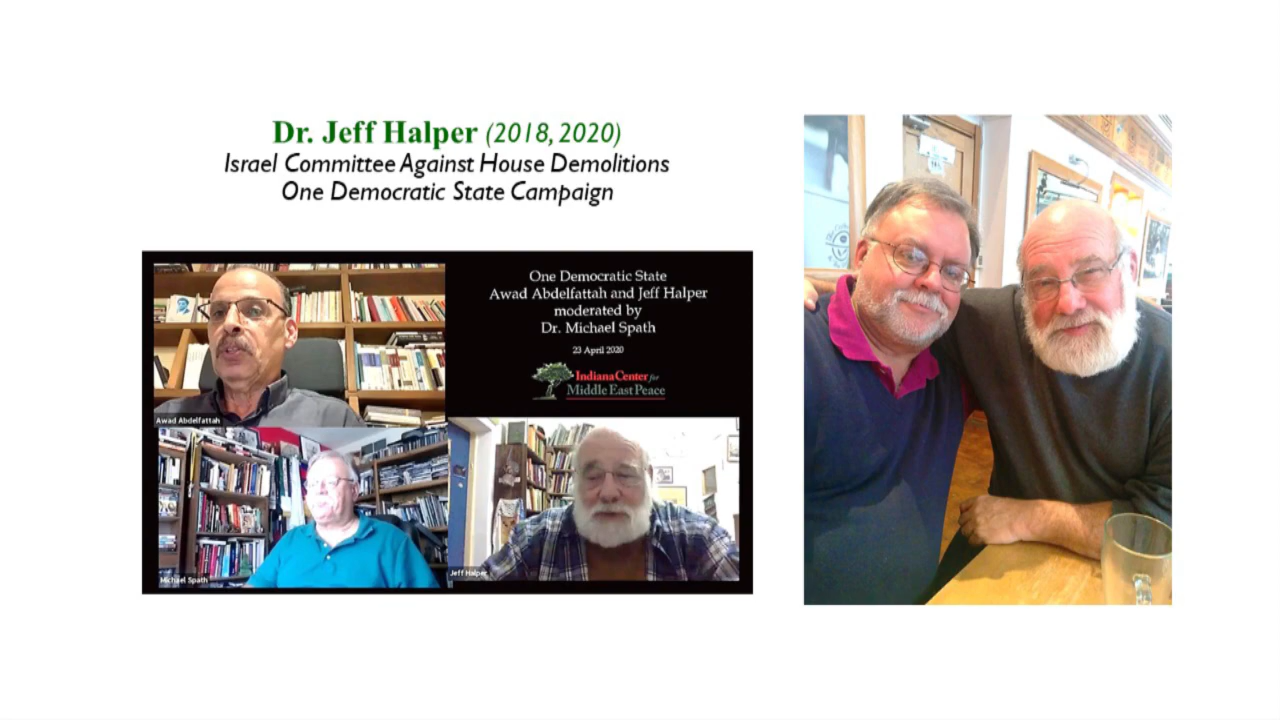 Dr. Jeff Halper (2018, 2020)
Israel Committee Against House Demolitions
One Democratic State Campaign
One Democratic State
Awad Abdelfattah and Jeff Halper
moderated by
Dr. Michael Spath
23 April 2020
Indiana Center for
Middle East Peace
Awad Abdelfattah
Michael Spath
Jeff Halper